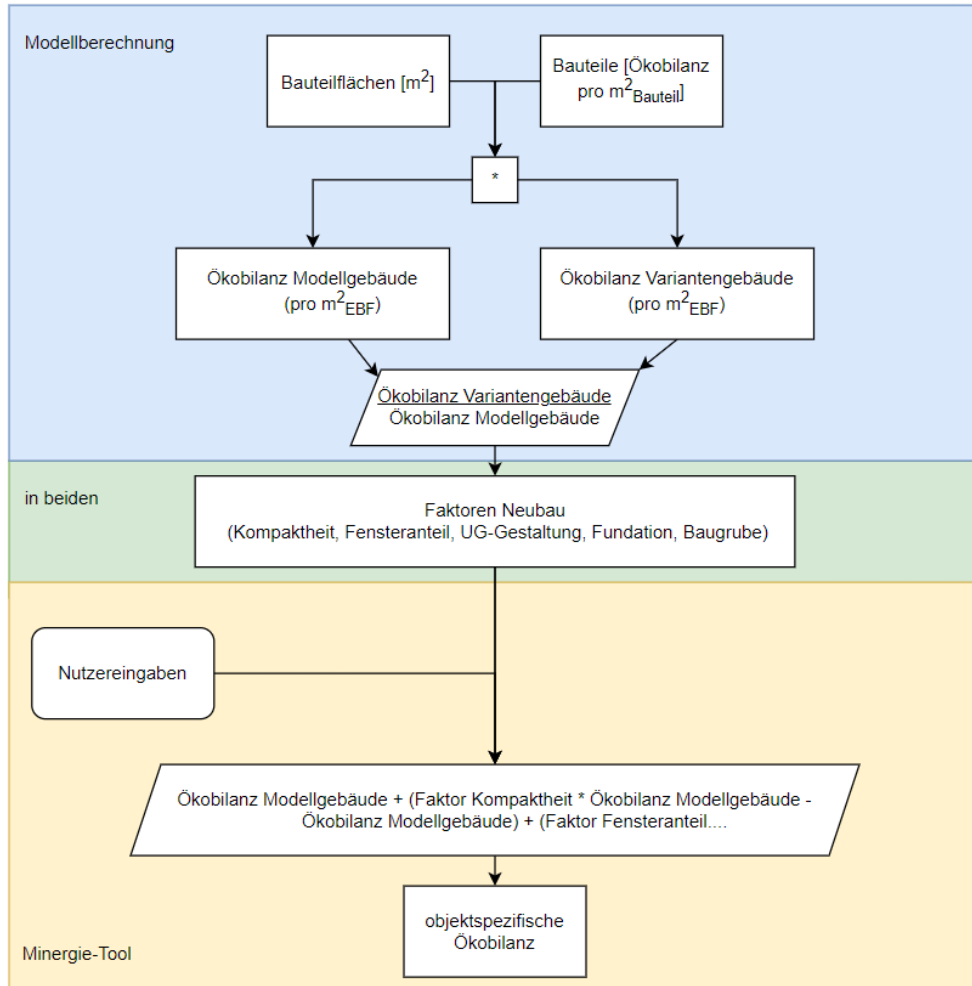 Modellberechnung
Bauteilflächen [m²]
Bauteile [Ökobilanz
pro m²Bauteil]
*
Ökobilanz Modellgebäude
(pro m²EBF)
Ökobilanz Variantengebäude
(pro m²EBF)
Ökobilanz Variantengebäude
Ökobilanz Modellgebäude
in beiden
Faktoren Neubau
(Kompaktheit, Fensteranteil, UG-Gestaltung, Fundation, Baugrube)
Nutzereingaben
Ökobilanz Modellgebäude + (Faktor Kompaktheit * Ökobilanz Modellgebäude -
Ökobilanz Modellgebäude) + (Faktor Fensteranteil....
objektspezifische
Ökobilanz
Minergie-Tool